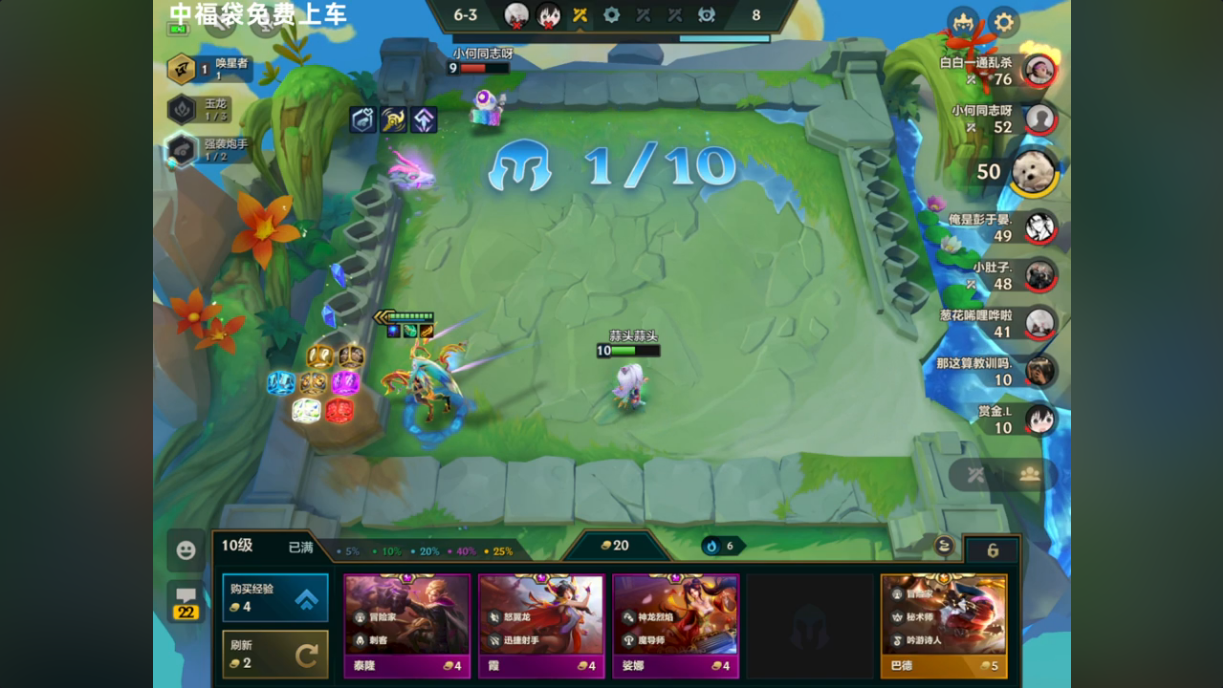 中福袋免费上车
6-3
8
小何同志呀
9
1 唤星者
1
玉龙
1/3
强袭炮手
1/2
1/10
蒜头蒜头
10
白白一通乱杀
76
小何同志呀
52
50
俺是彭于晏.
49
小肚子.
48
葱花唏哩哗啦
41
那这算教训吗.
10
赏金.L
10
10级
已满
5% 10% 20% 40% 25%
20
6
6
22
购买经验
4
刷新
2
冒险家
刺客
泰隆 4
怒翼龙
迅捷射手
霞 4
神龙烈焰
魔导师
娑娜 4
冒险家
秘术师
吟游诗人
巴德 5